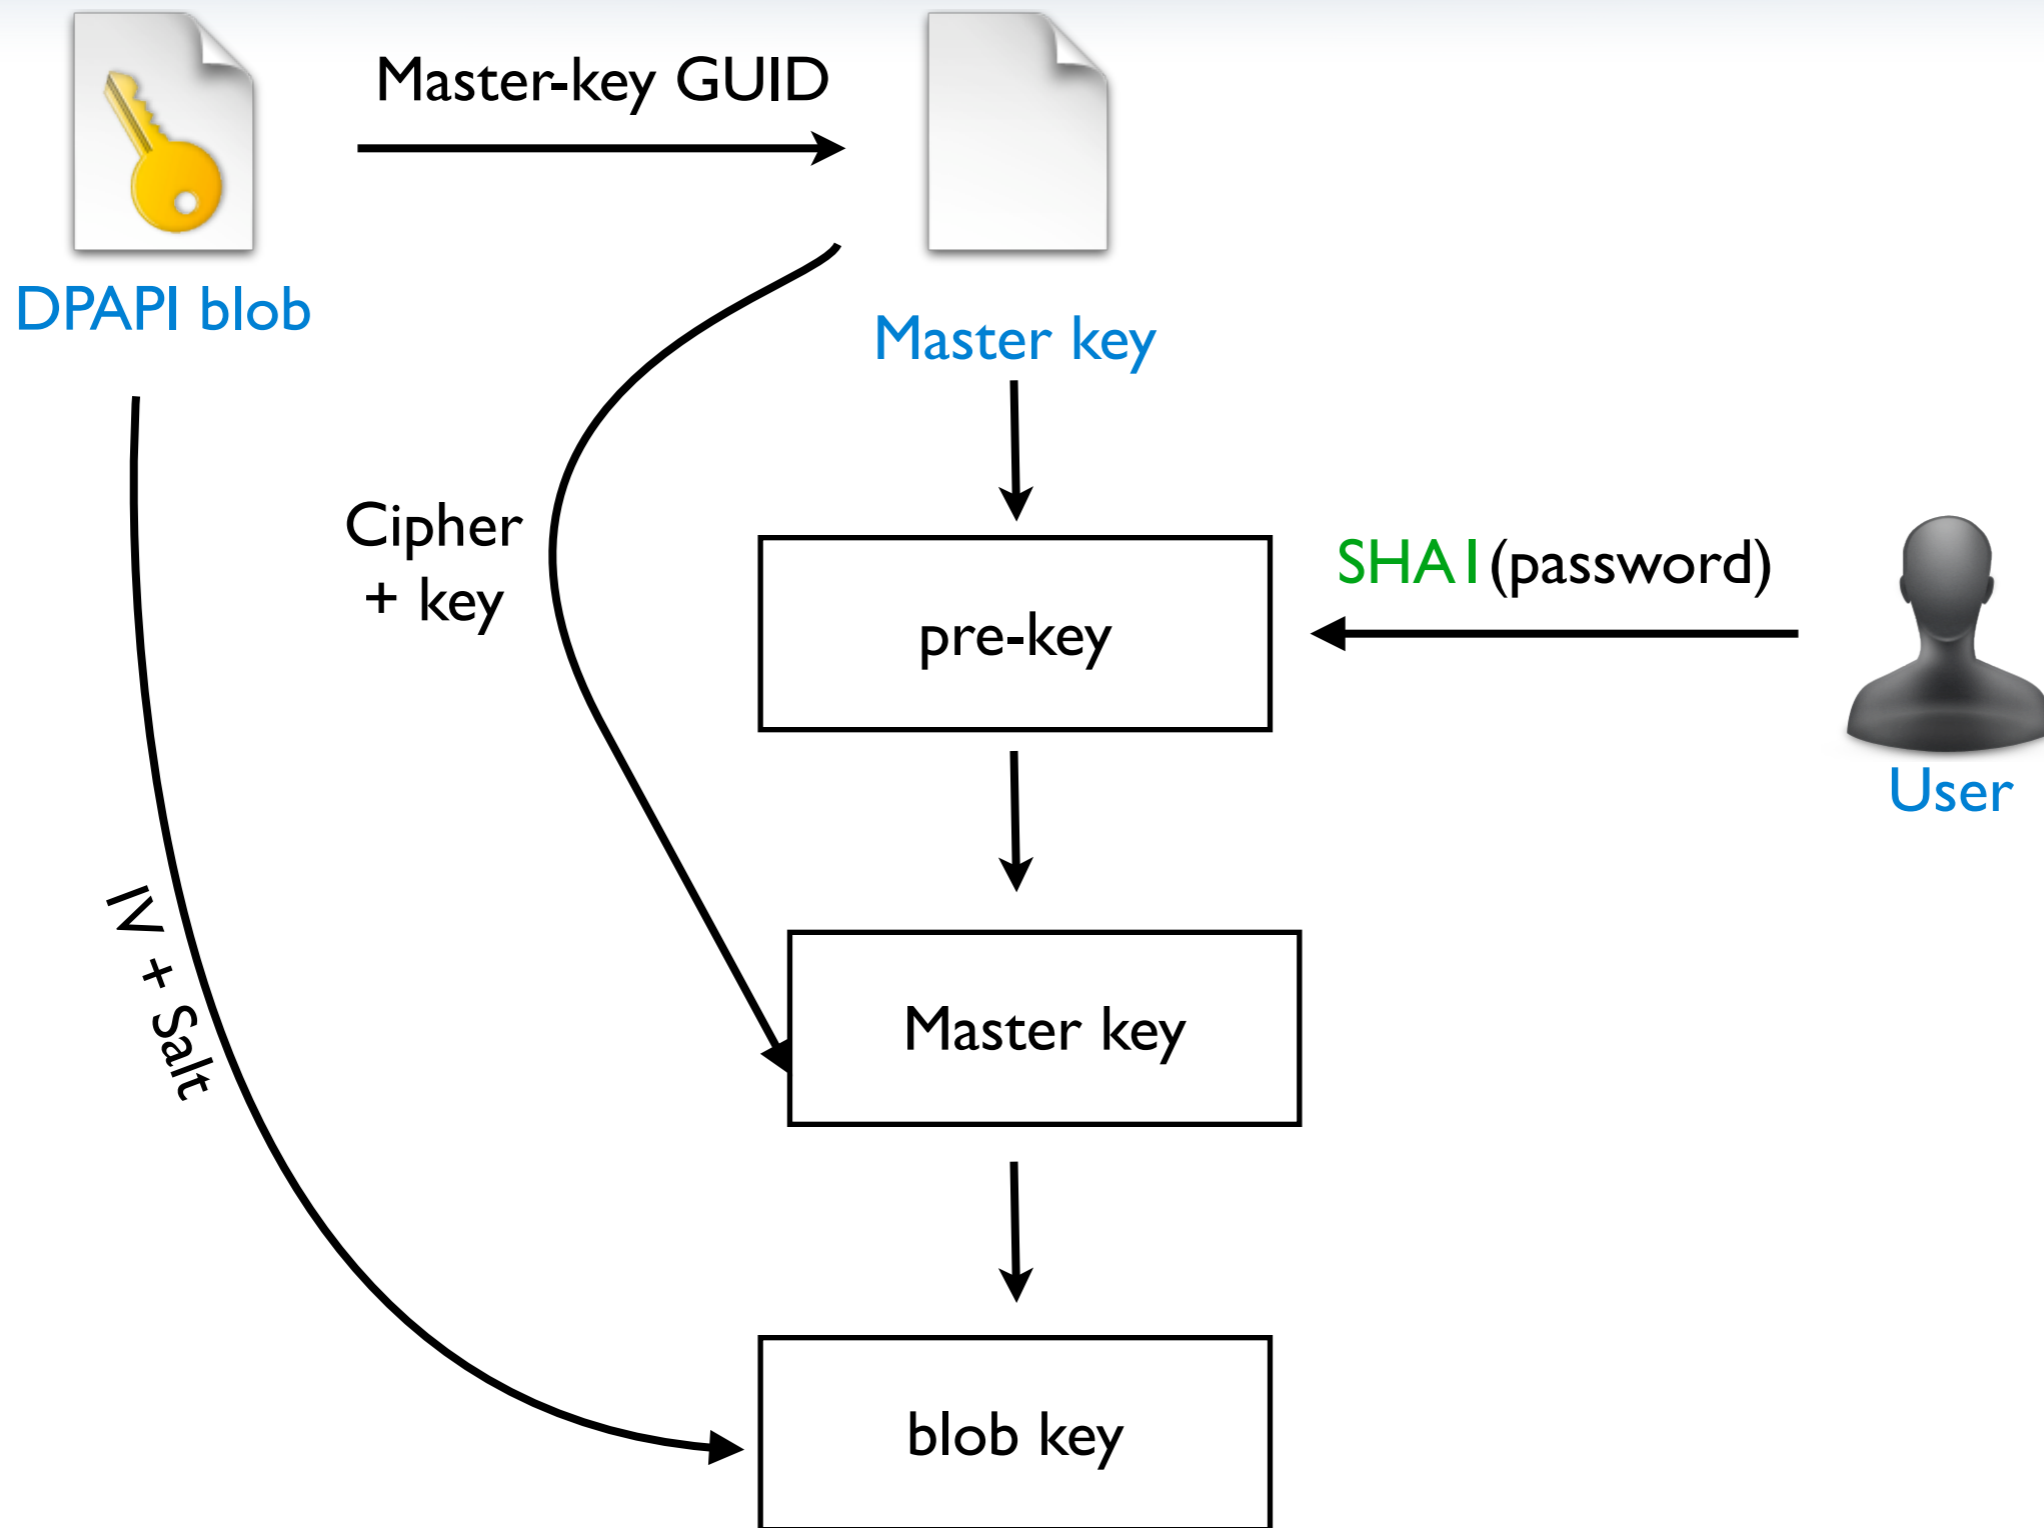 Master-key GUID
DPAPI blob
Master key
Cipher
+ key
SHA1(password)
pre-key
User
IV + Salt
Master key
blob key